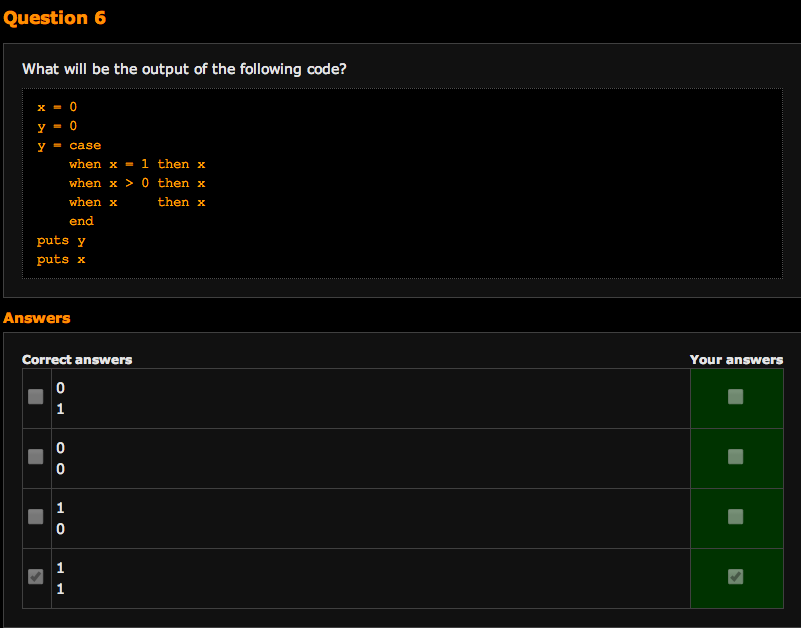 Question 6
What will be the output of the following code?
x = 0
y = 0
y = case
    when x = 1 then x
    when x > 0 then x
    when x     then x
    end
puts y
puts x
Answers
Correct answers Your answers
0
1
0
0
1
0
1
1